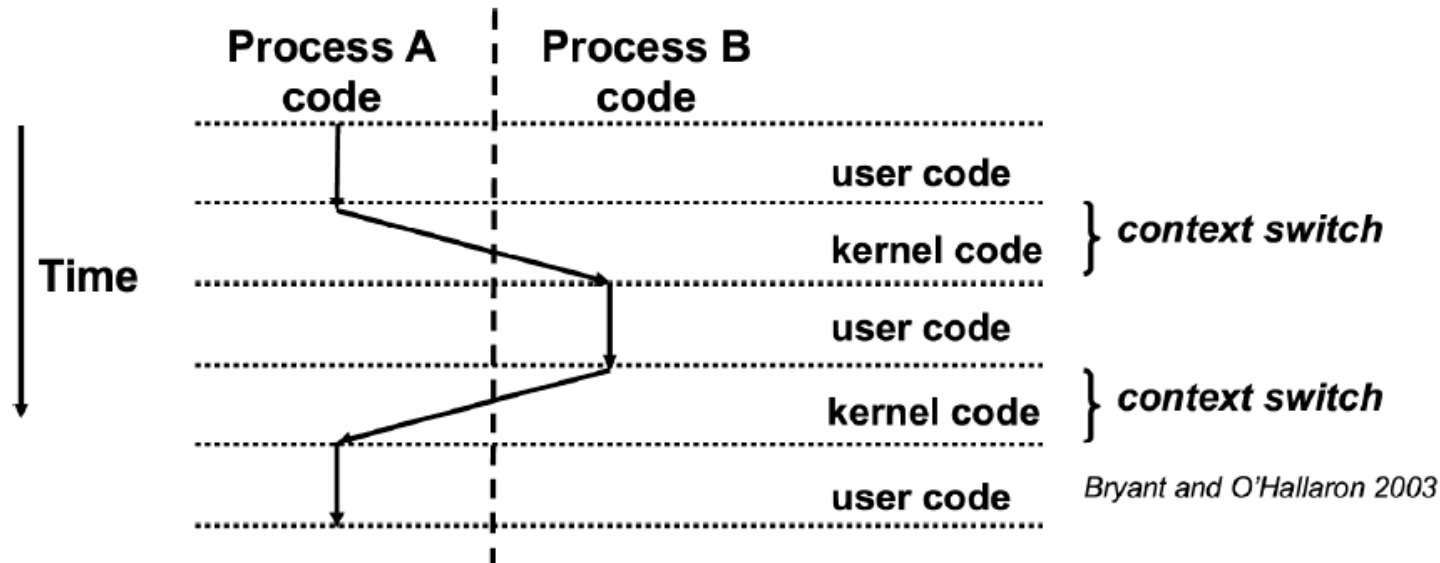 Process A
code
Process B
code
Time
user code
kernel code
context switch
user code
kernel code
context switch
user code
Bryant and O'Hallaron 2003